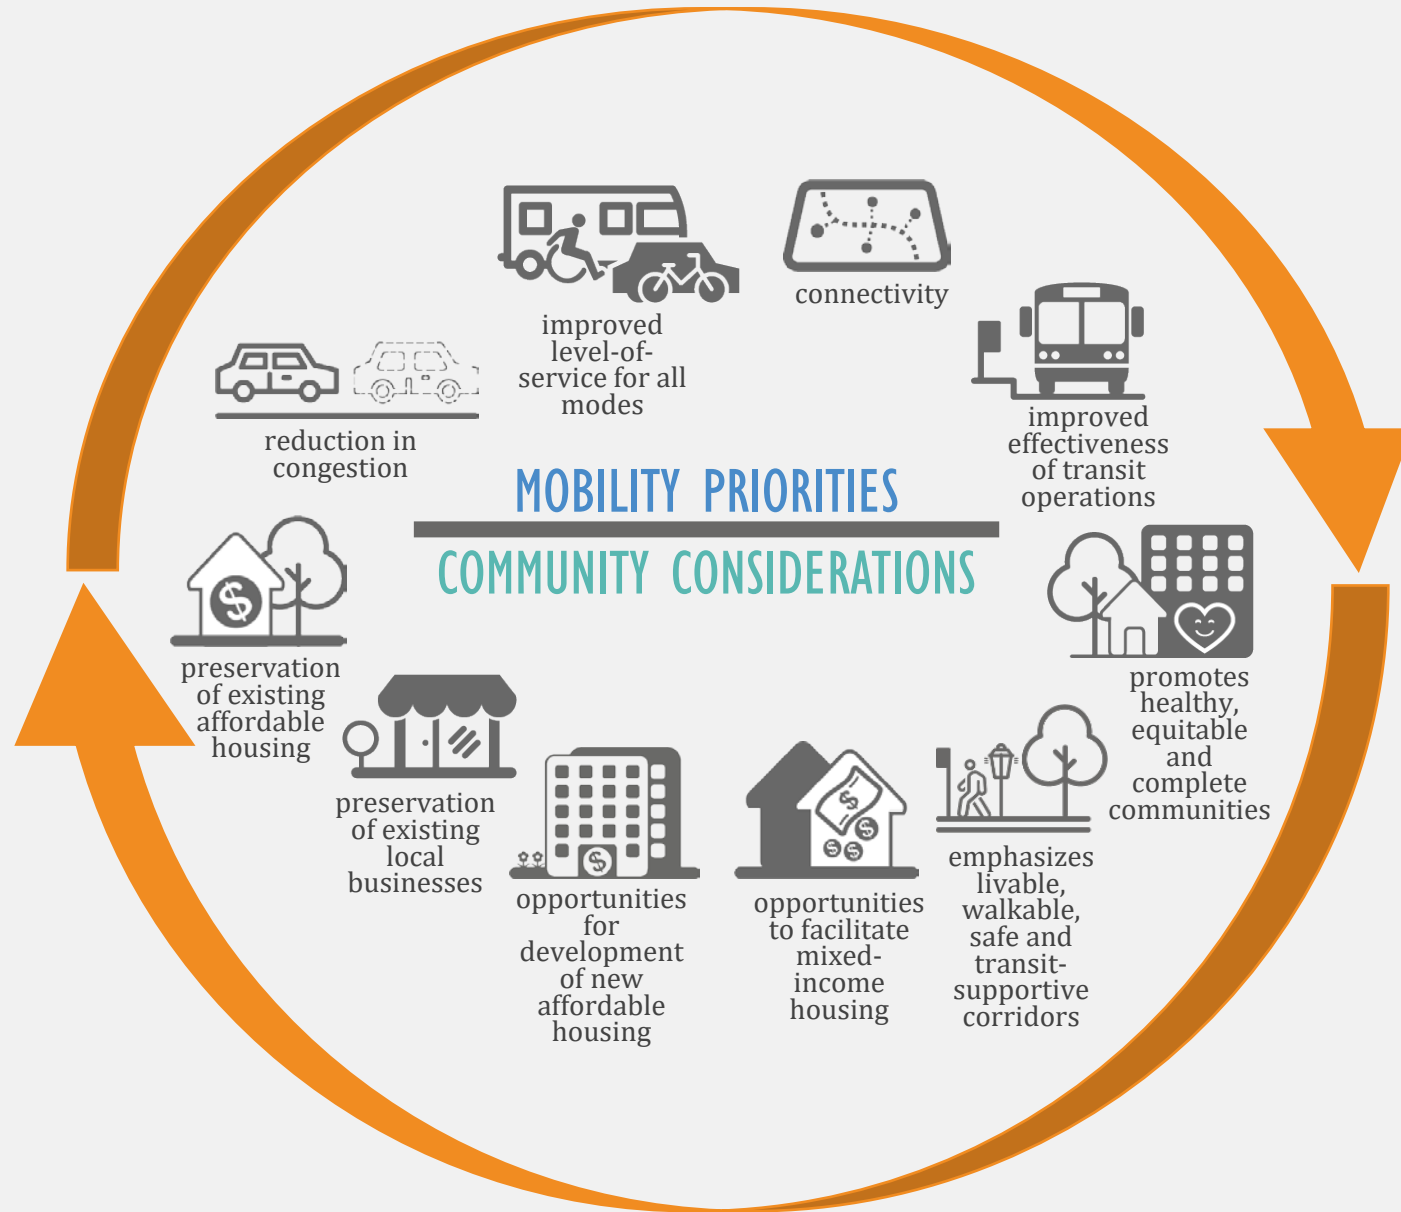 connectivity
improved
level-of-
service for all
modes
improved
effectiveness
of transit
operations
reduction in
congestion
MOBILITY PRIORITIES
COMMUNITY CONSIDERATIONS
preservation
of existing
affordable
housing
preservation
of existing
local
businesses
opportunities
for
development
of new
affordable
housing
opportunities
to facilitate
mixed-
income
housing
emphasizes
livable,
walkable,
safe and
transit-
supportive
corridors
promotes
healthy,
equitable
and
complete
communities